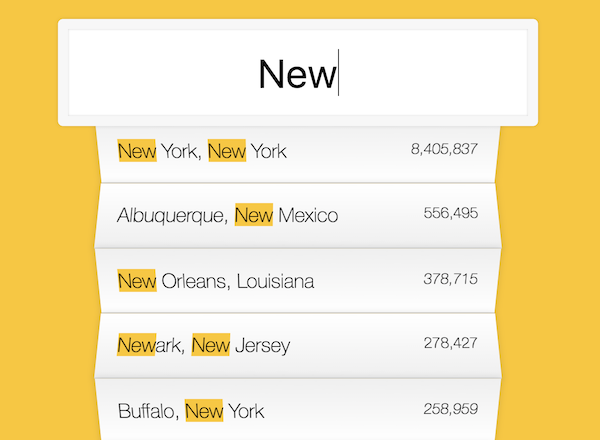 New
New York, New York 8,405,837
Albuquerque, New Mexico 556,495
New Orleans, Louisiana 378,715
Newark, New Jersey 278,427
Buffalo, New York 258,959